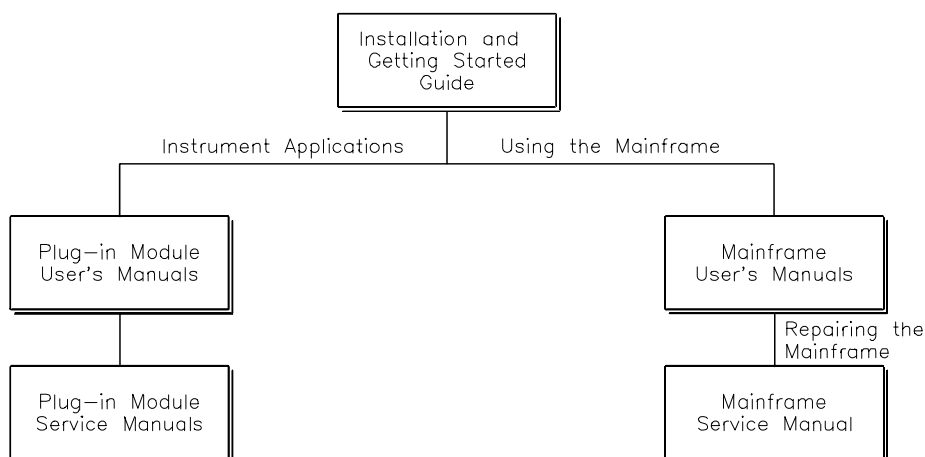 Installation and
Getting Started
Guide
Instrument Applications
Using the Mainframe
Plug-in Module
User's Manuals
Mainframe
User's Manuals
Repairing the
Mainframe
Plug-in Module
Service Manuals
Mainframe
Service Manual